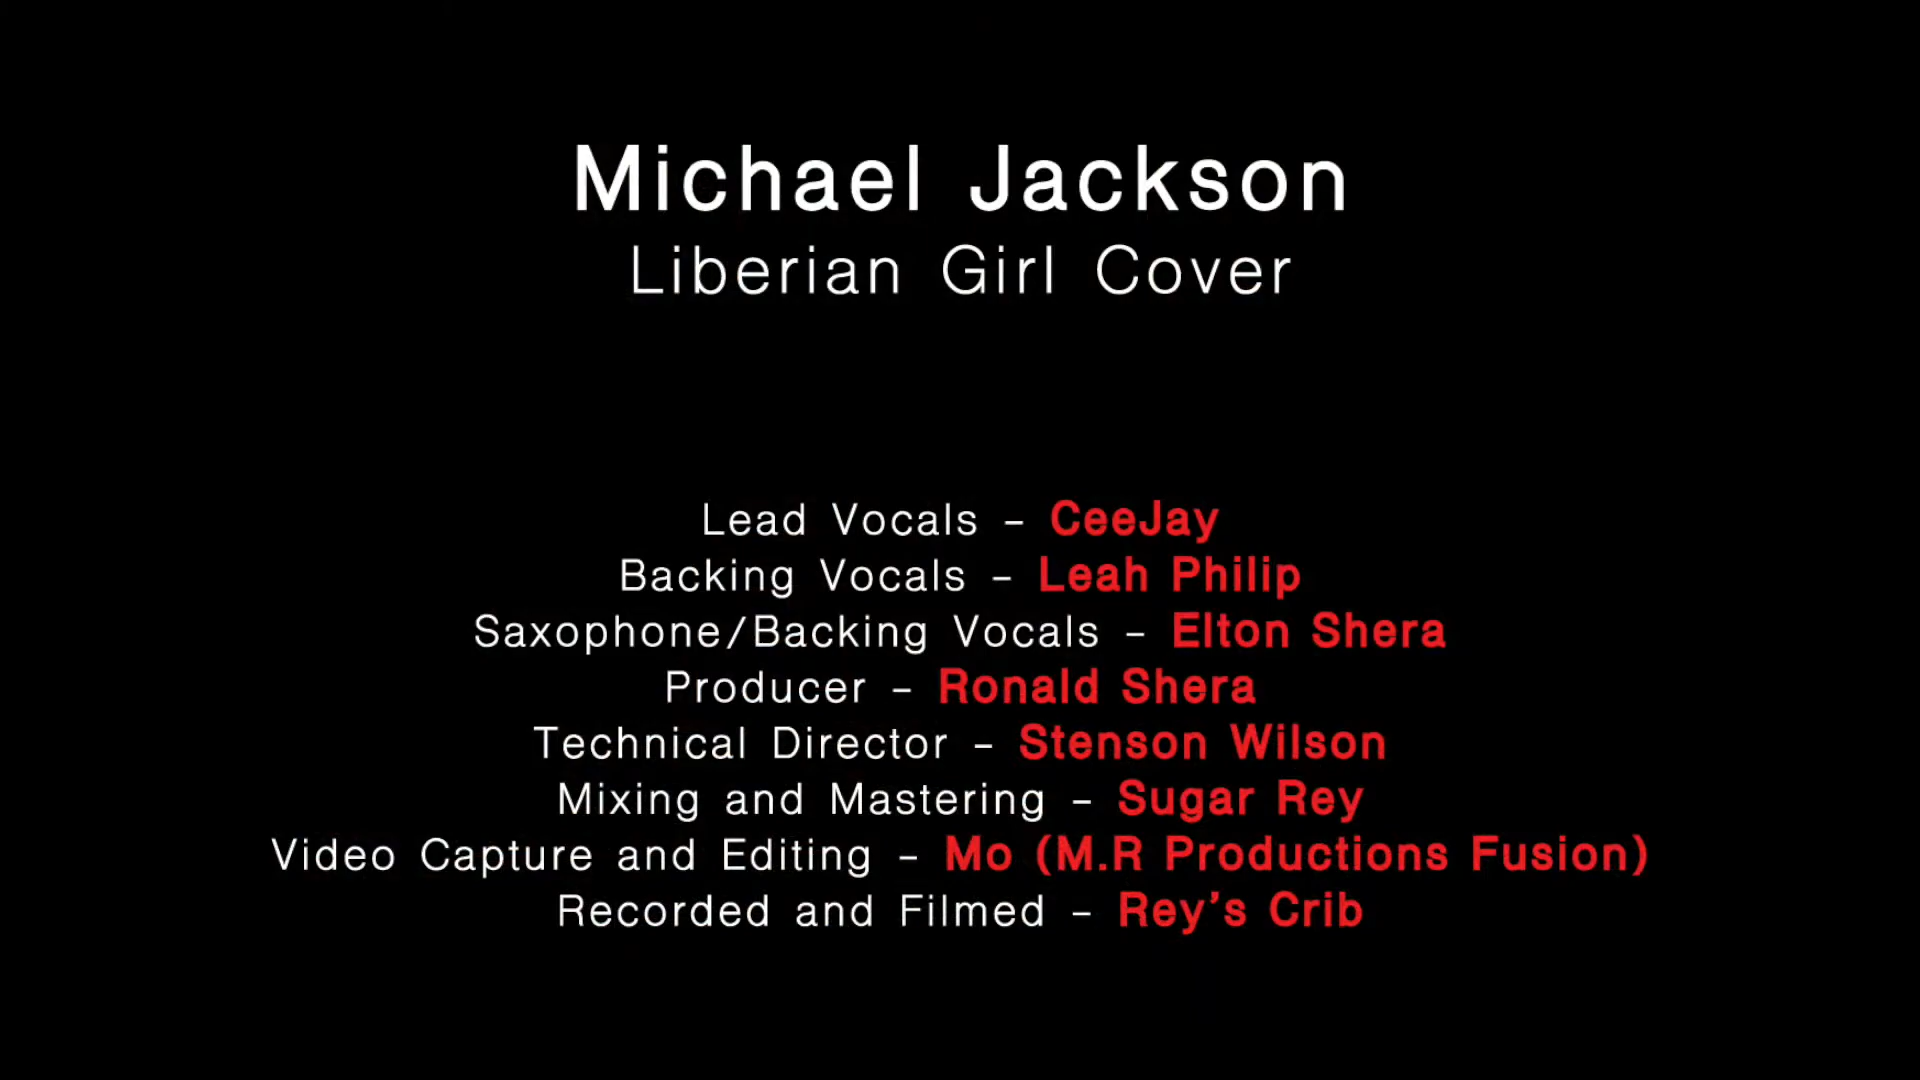 Michael Jackson
Liberian Girl Cover
Lead Vocals – CeeJay
Backing Vocals – Leah Philip
Saxophone/Backing Vocals – Elton Shera
Producer – Ronald Shera
Technical Director – Stenson Wilson
Mixing and Mastering – Sugar Rey
Video Capture and Editing – Mo (M.R Productions Fusion)
Recorded and Filmed – Rey’s Crib